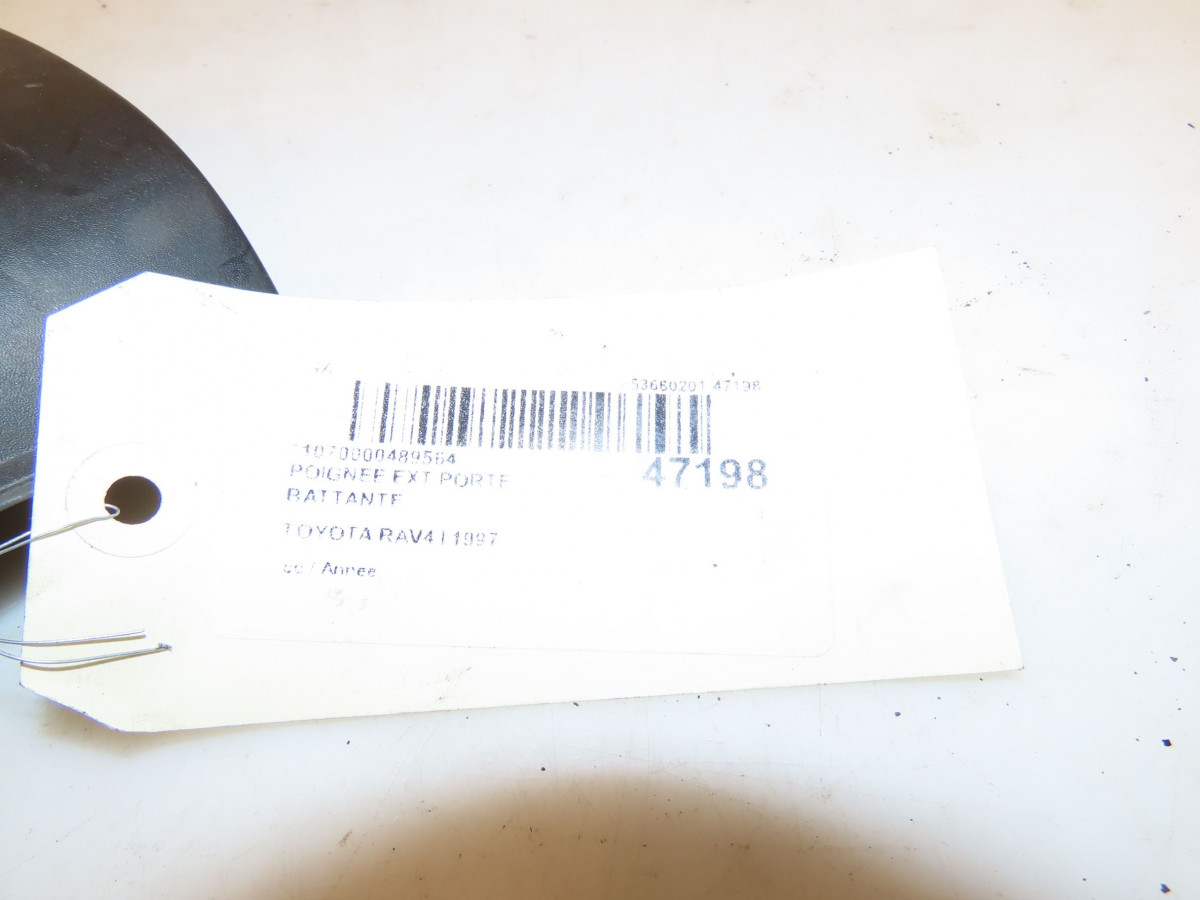 53660201 47198
1070000489564
47198
POIGNEE EXT PORTE
BATTANTE
TOYOTA RAV4 I 1997
cc / Annee